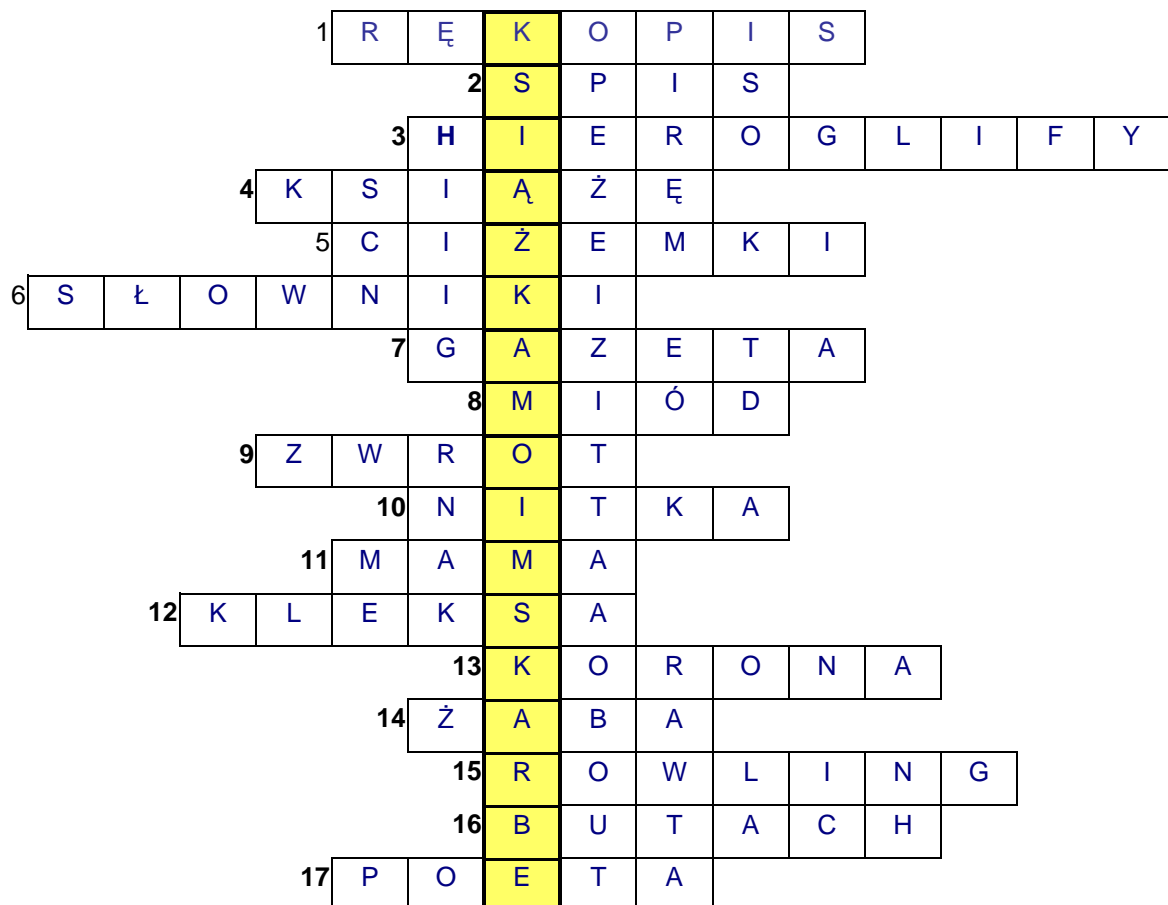 1 R Ę K O P I S
2 S P I S
3 H I E R O G L I F Y
4 K S I Ą Ż Ę
5 C I Ż E M K I
6 S Ł O W N I K I
7 G A Z E T A
8 M I Ó D
9 Z W R O T
10 N I T K A
11 M A M A
12 K L E K S A
13 K O R O N A
14 Ż A B A
15 R O W L I N G
16 B U T A C H
17 P O E T A